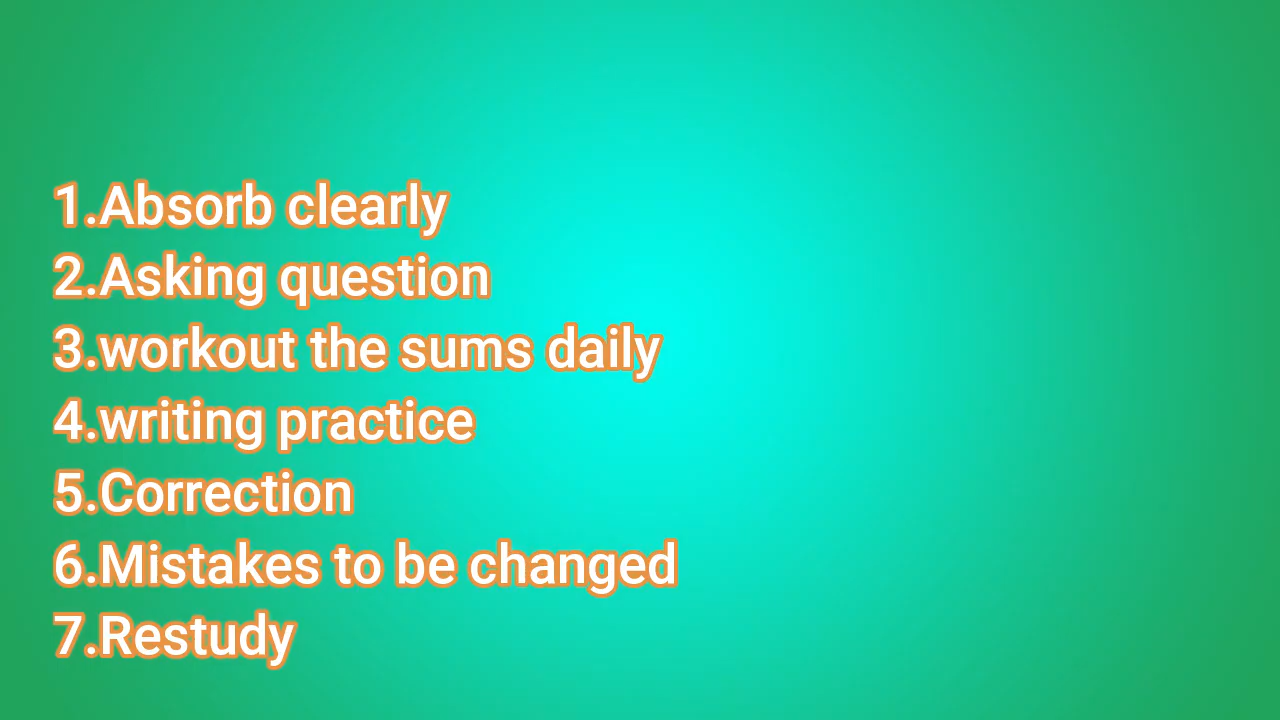 1.Absorb clearly
2.Asking question
3.workout the sums daily
4.writing practice
5.Correction
6.Mistakes to be changed
7.Restudy